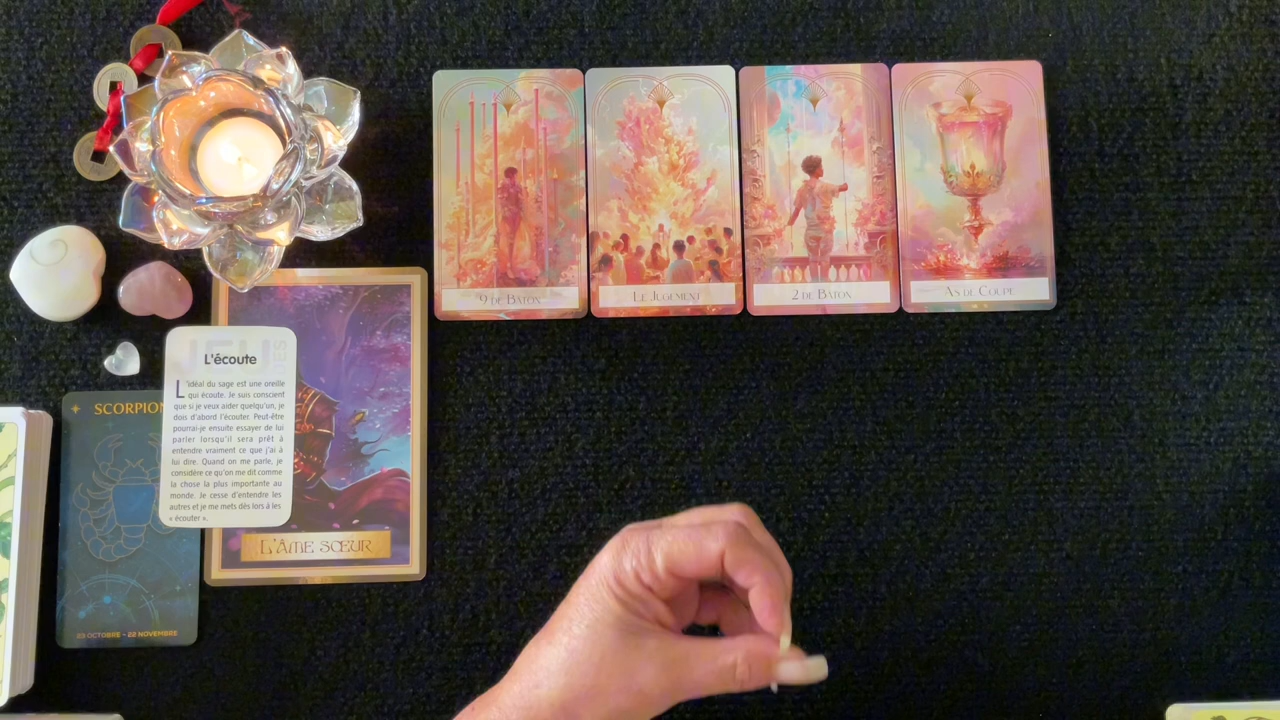 9 DE BÂTON
LE JUGEMENT
2 DE BÂTON
AS DE COUPE
L'écoute
L'idéal du sage est une oreille
qui écoute. Je suis conscient
que si je veux aider quelqu'un, je
dois d'abord l'écouter. Peut-être
pourrai-je ensuite essayer de lui
parler lorsqu'il sera prêt à
entendre vraiment ce que j'ai à
lui dire. Quand on me parle, je
considère ce qu'on me dit comme
la chose la plus importante au
monde. Je cesse d'entendre les
autres et je me mets dès lors à les
« écouter ».
SCORPION
L'ÂME SŒUR
23 OCTOBRE - 22 NOVEMBRE